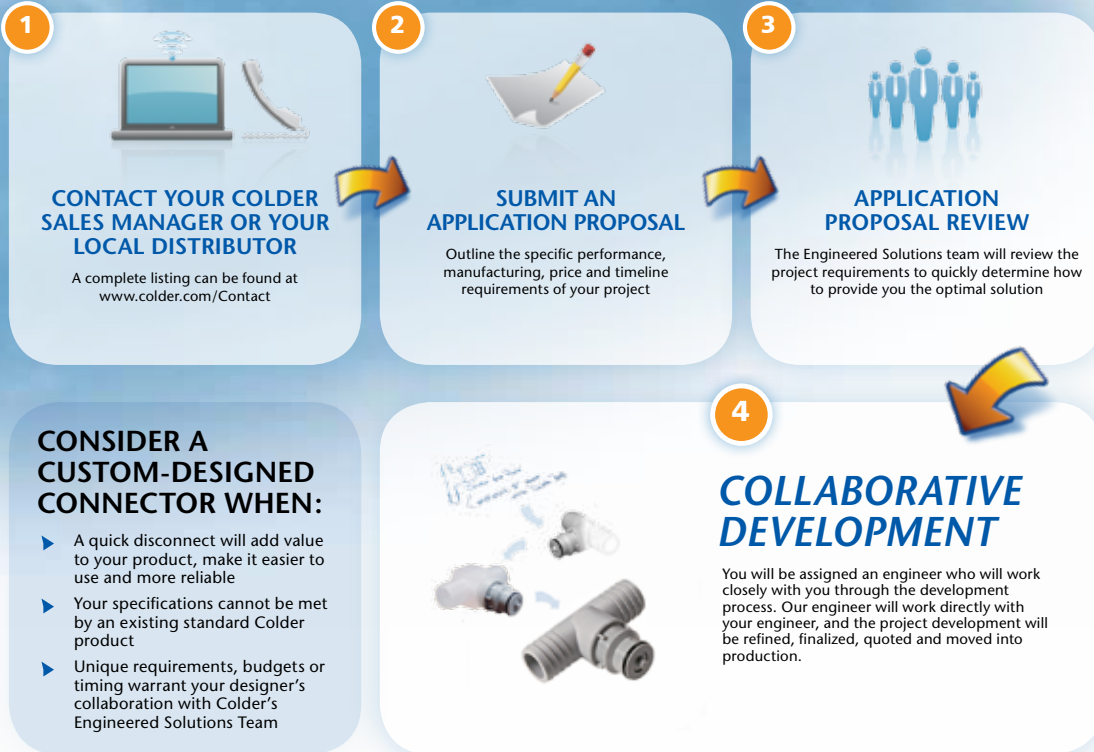 1
CONTACT YOUR COLDER
SALES MANAGER OR YOUR
LOCAL DISTRIBUTOR
A complete listing can be found at
www.colder.com/Contact
2
SUBMIT AN
APPLICATION PROPOSAL
Outline the specific performance,
manufacturing, price and timeline
requirements of your project
3
APPLICATION
PROPOSAL REVIEW
The Engineered Solutions team will review the
project requirements to quickly determine how
to provide you the optimal solution
CONSIDER A
CUSTOM-DESIGNED
CONNECTOR WHEN:
A quick disconnect will add value
to your product, make it easier to
use and more reliable
Your specifications cannot be met
by an existing standard Colder
product
Unique requirements, budgets or
timing warrant your designer’s
collaboration with Colder’s
Engineered Solutions Team
4
COLLABORATIVE
DEVELOPMENT
You will be assigned an engineer who will work
closely with you through the development
process. Our engineer will work directly with
your engineer, and the project development will
be refined, finalized, quoted and moved into
production.